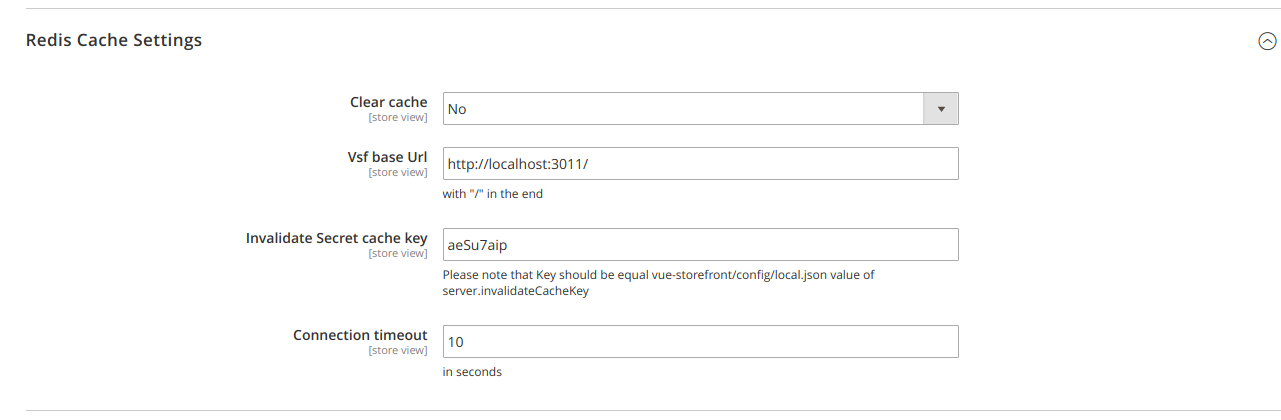 Redis Cache Settings
Clear cache
[store view]
No
Vsf base Url
[store view]
http://localhost:3011/
with "/" in the end
Invalidate Secret cache key
[store view]
aeSu7aip
Please note that Key should be equal vue-storefront/config/local.json value of
server.invalidateCacheKey
Connection timeout
[store view]
10
in seconds